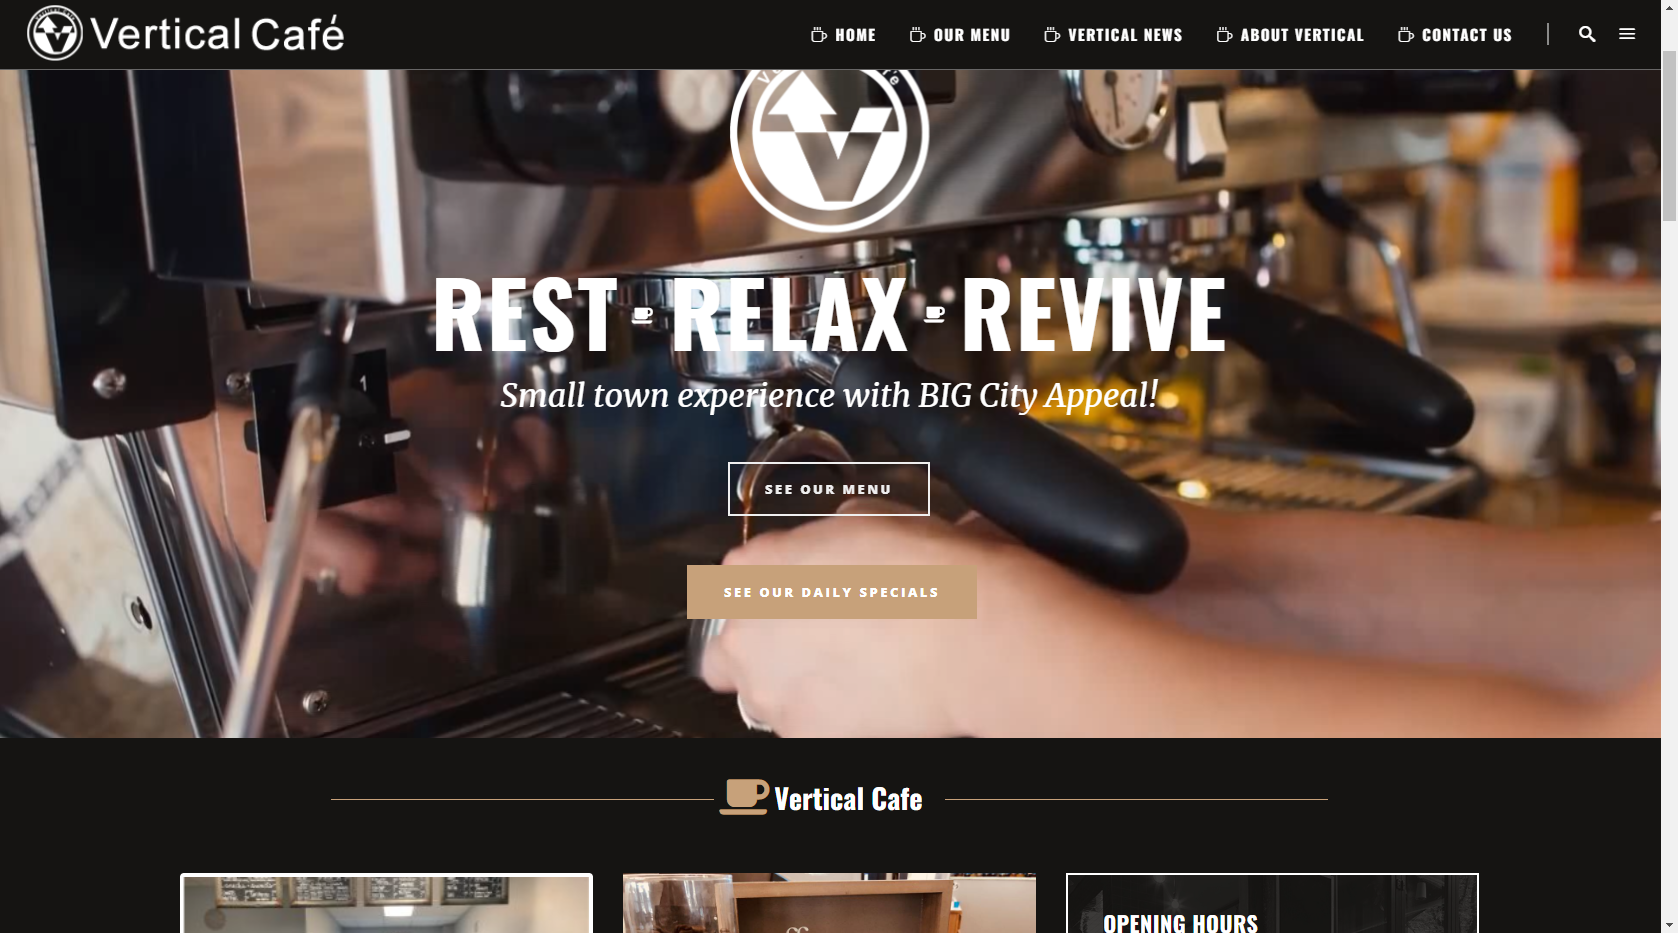 Vertical Café
HOME
OUR MENU
VERTICAL NEWS
ABOUT VERTICAL
CONTACT US
REST RELAX REVIVE
Small town experience with BIG City Appeal!
1
SEE OUR MENU
SEE OUR DAILY SPECIALS
Vertical Cafe
OPENING HOURS